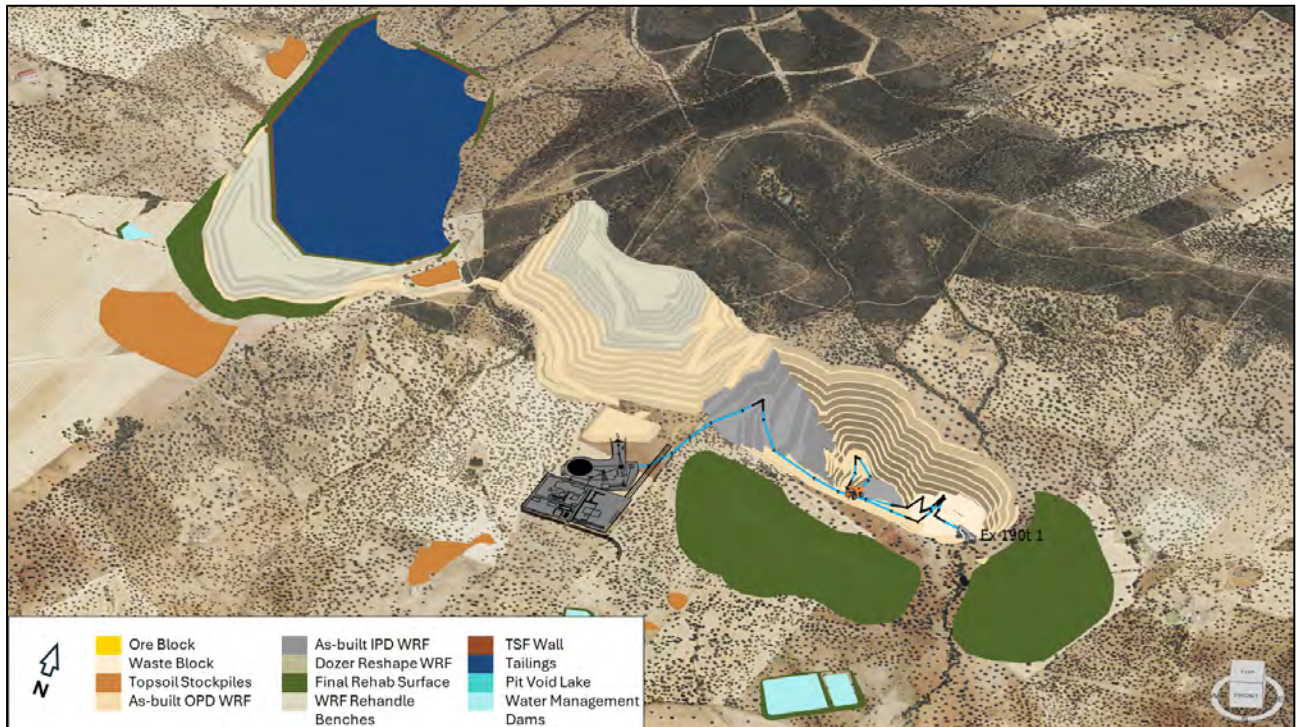 Ex 190t 1
N
Ore Block
Waste Block
Topsoil Stockpiles
As-built OPD WRF
As-built IPD WRF
Dozer Reshape WRF
Final Rehab Surface
WRF Rehandle
Benches
TSF Wall
Tailings
Pit Void Lake
Water Management
Dams
FRONT